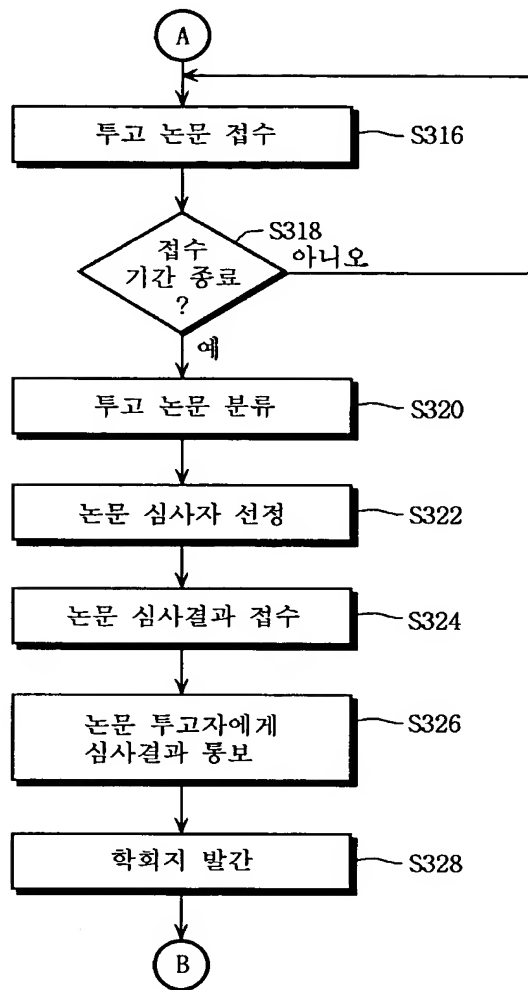 A
투고 논문 접수
S316
접수
기간 종료
?
S318
아니오
예
투고 논문 분류
S320
논문 심사자 선정
S322
논문 심사결과 접수
S324
논문 투고자에게
심사결과 통보
S326
학회지 발간
S328
B